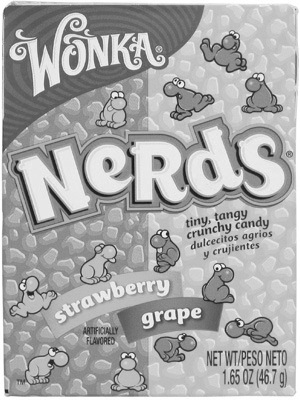 WONKA®
NeRdS®
tiny, tangy
crunchy candy
dulcecitos agrios
y crujientes
strawberry
grape
ARTIFICIALLY
FLAVORED
NET WT/PESO NETO
1.65 OZ (46.7 g)
TM